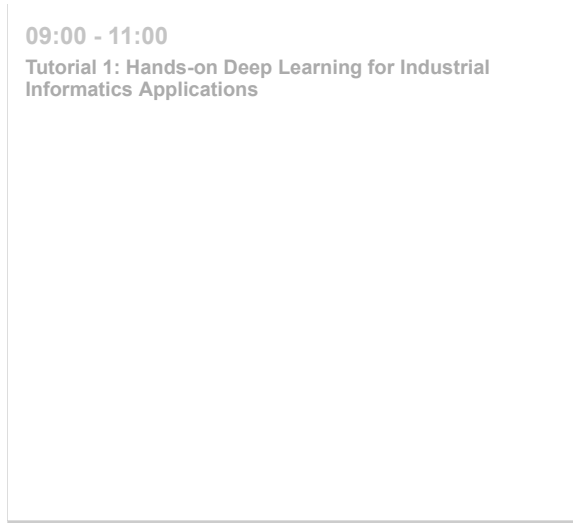 09:00 - 11:00
Tutorial 1: Hands-on Deep Learning for Industrial
Informatics Applications